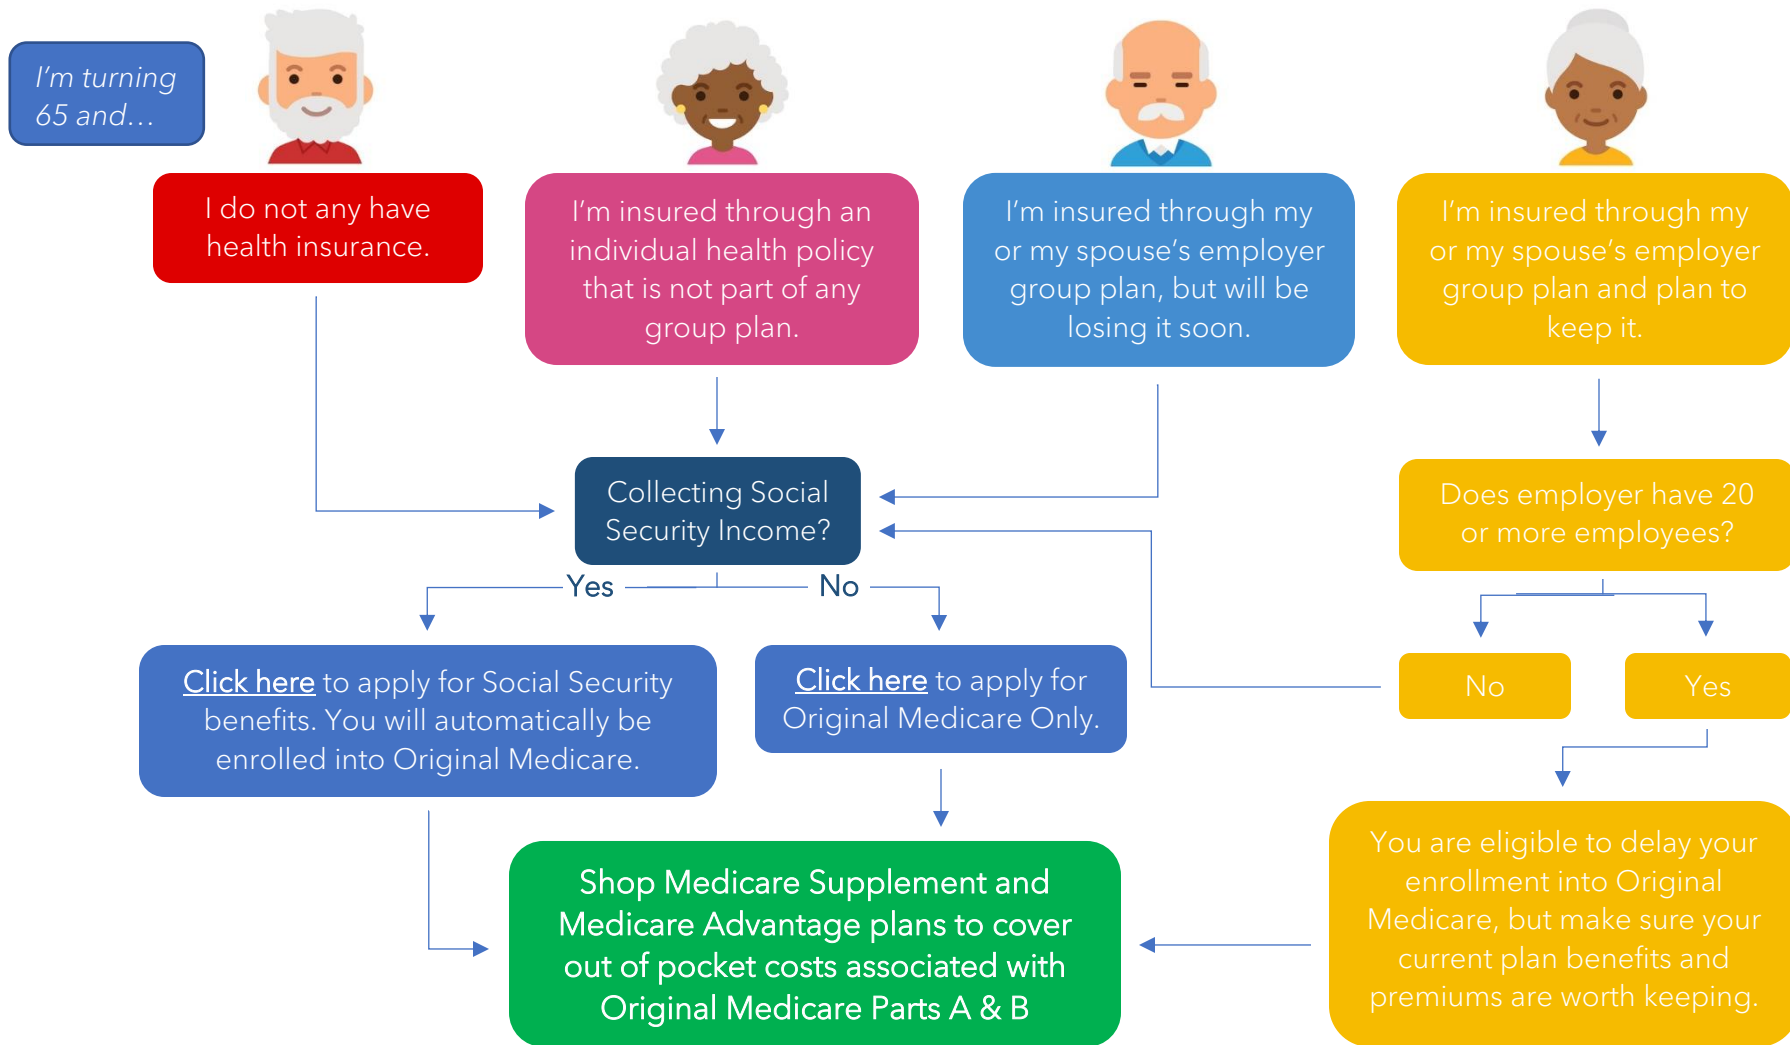 I'm turning
65 and…
I do not any have
health insurance.
I'm insured through an
individual health policy
that is not part of any
group plan.
I'm insured through my
or my spouse's employer
group plan, but will be
losing it soon.
I'm insured through my
or my spouse's employer
group plan and plan to
keep it.
Collecting Social
Security Income?
Does employer have 20
or more employees?
Yes
No
Click here to apply for Social Security
benefits. You will automatically be
enrolled into Original Medicare.
Click here to apply for
Original Medicare Only.
No
Yes
Shop Medicare Supplement and
Medicare Advantage plans to cover
out of pocket costs associated with
Original Medicare Parts A & B
You are eligible to delay your
enrollment into Original
Medicare, but make sure your
current plan benefits and
premiums are worth keeping.